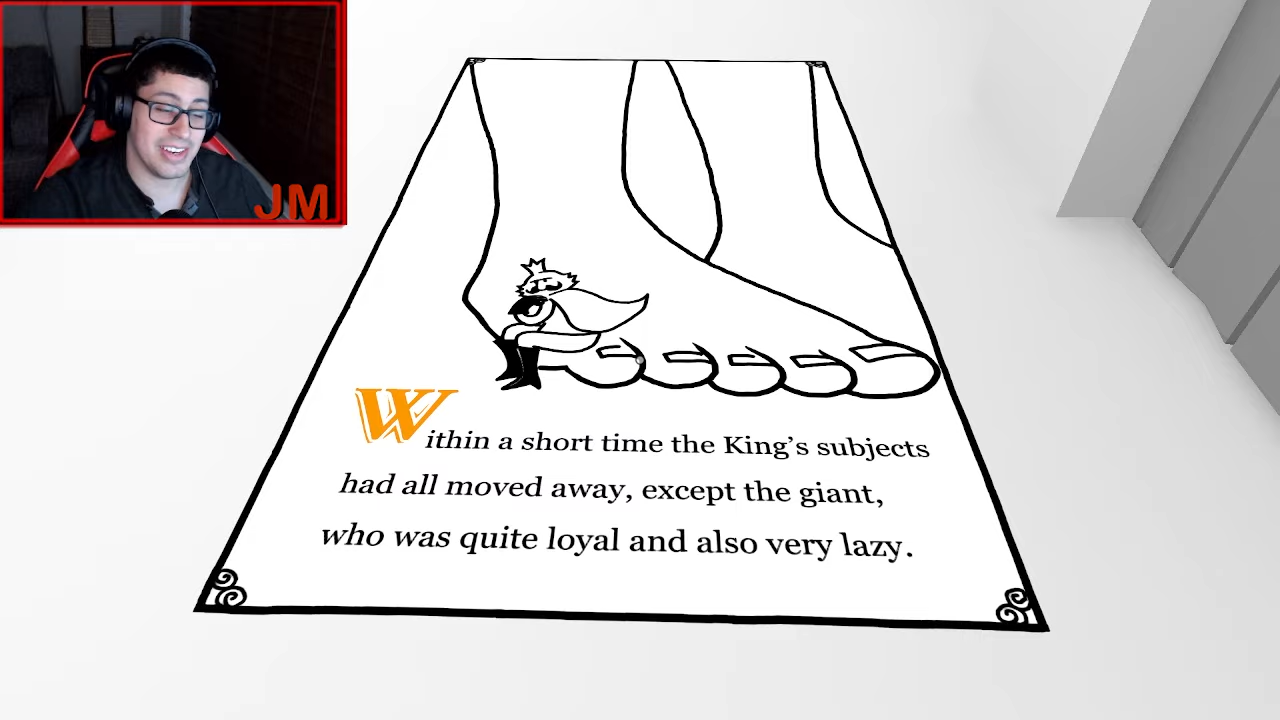 JM
Within a short time the King's subjects
had all moved away, except the giant,
who was quite loyal and also very lazy.